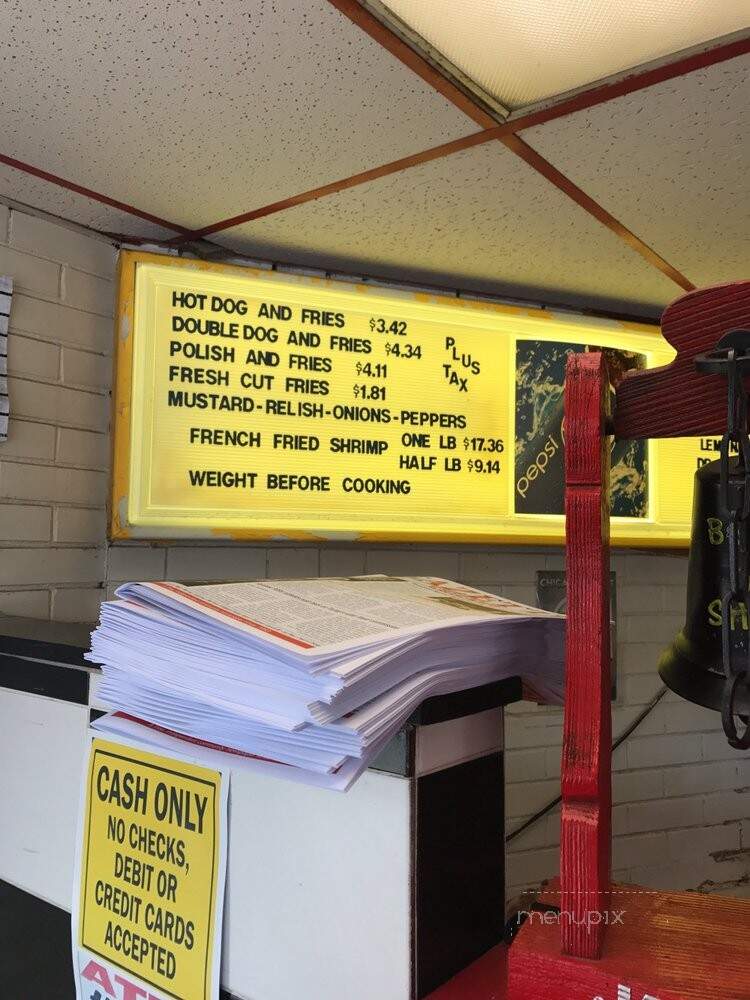 HOT DOG AND FRIES $3.42
DOUBLE DOG AND FRIES $4.34
POLISH AND FRIES $4.11
FRESH CUT FRIES $1.81
MUSTARD-RELISH-ONIONS-PEPPERS
FRENCH FRIED SHRIMP ONE LB $17.36
HALF LB $9.14
WEIGHT BEFORE COOKING
PLUS
TAX
pepsi
CASH ONLY
NO CHECKS,
DEBIT OR
CREDIT CARDS
ACCEPTED
menupix